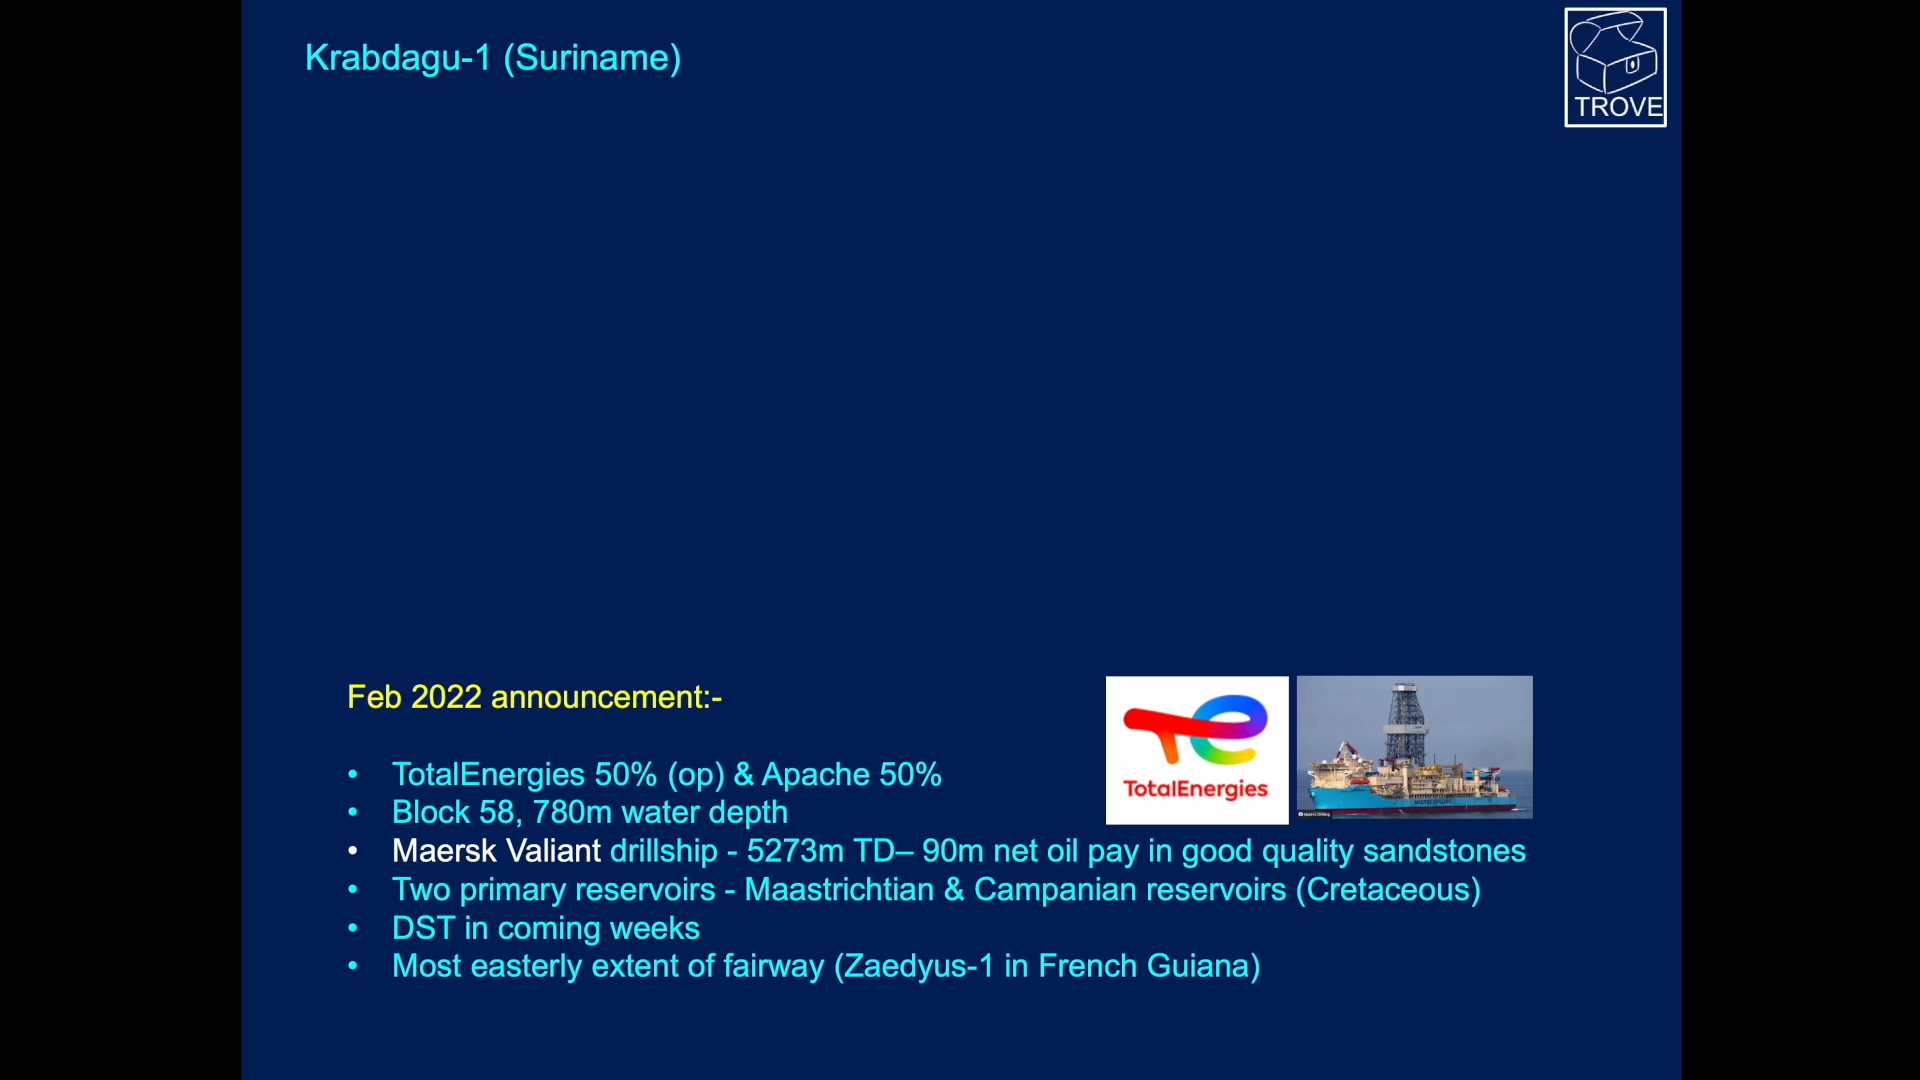 Krabdagu-1 (Suriname)
TROVE
Feb 2022 announcement:-
TotalEnergies
• TotalEnergies 50% (op) & Apache 50%
• Block 58, 780m water depth
• Maersk Valiant drillship - 5273m TD– 90m net oil pay in good quality sandstones
• Two primary reservoirs - Maastrichtian & Campanian reservoirs (Cretaceous)
• DST in coming weeks
• Most easterly extent of fairway (Zaedyus-1 in French Guiana)